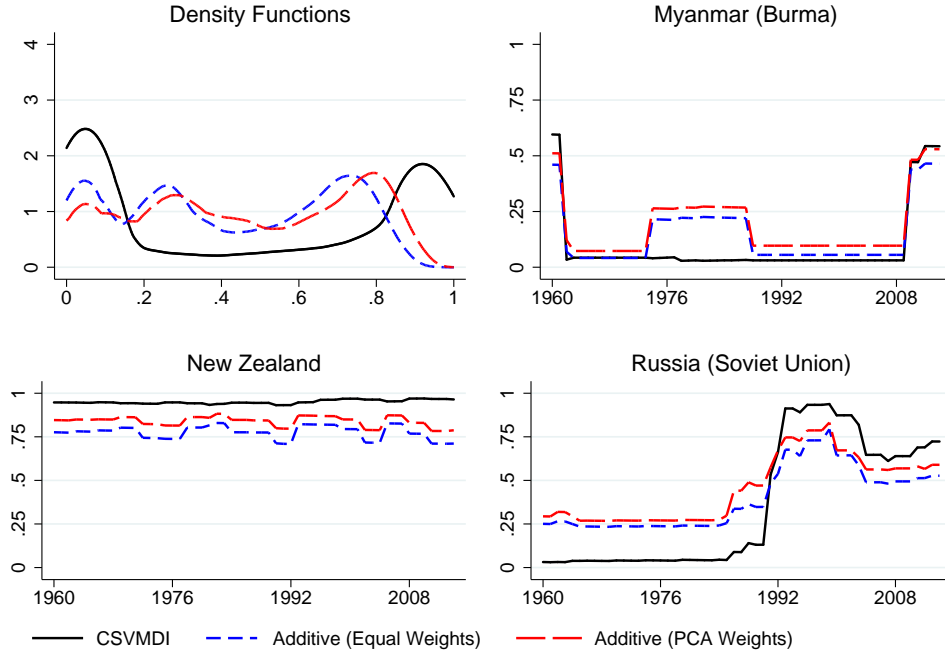 Density Functions
4
3
2
1
0
0 .2 .4 .6 .8 1
Myanmar (Burma)
1
.75
.5
.25
0
1960 1976 1992 2008
New Zealand
1
.75
.5
.25
0
1960 1976 1992 2008
Russia (Soviet Union)
1
.75
.5
.25
0
1960 1976 1992 2008
CSVMDI Additive (Equal Weights) Additive (PCA Weights)